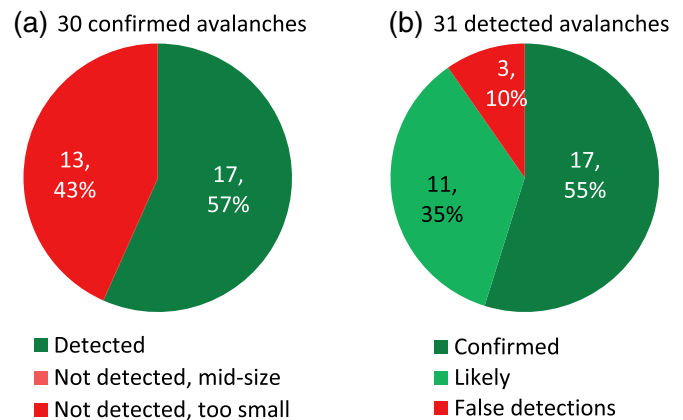 (a) 30 confirmed avalanches
13,
43%
17,
57%
Detected
Not detected, mid-size
Not detected, too small
(b) 31 detected avalanches
3,
10%
11,
35%
17,
55%
Confirmed
Likely
False detections